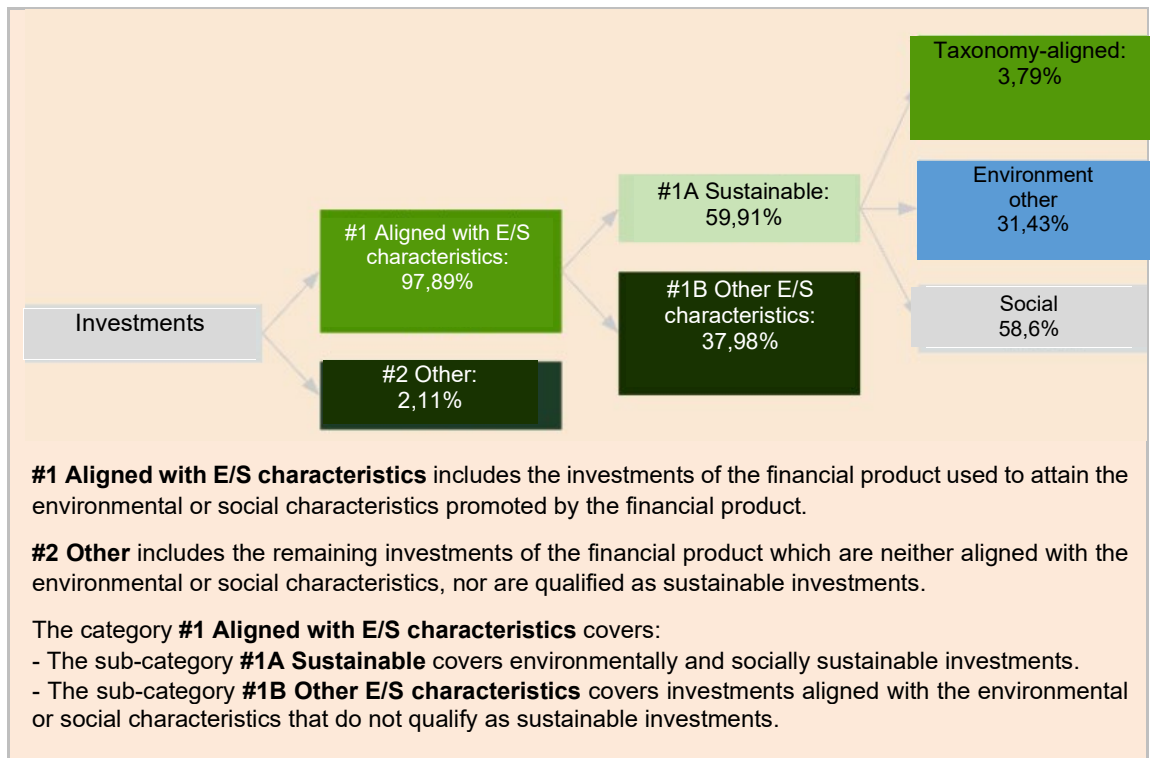 Taxonomy-aligned:
3,79%
#1A Sustainable:
59,91%
Environment
other
31,43%
#1 Aligned with E/S
characteristics:
97,89%
#1B Other E/S
characteristics:
37,98%
Social
58,6%
Investments
#2 Other:
2,11%
#1 Aligned with E/S characteristics includes the investments of the financial product used to attain the
environmental or social characteristics promoted by the financial product.
#2 Other includes the remaining investments of the financial product which are neither aligned with the
environmental or social characteristics, nor are qualified as sustainable investments.
The category #1 Aligned with E/S characteristics covers:
- The sub-category #1A Sustainable covers environmentally and socially sustainable investments.
- The sub-category #1B Other E/S characteristics covers investments aligned with the environmental
or social characteristics that do not qualify as sustainable investments.